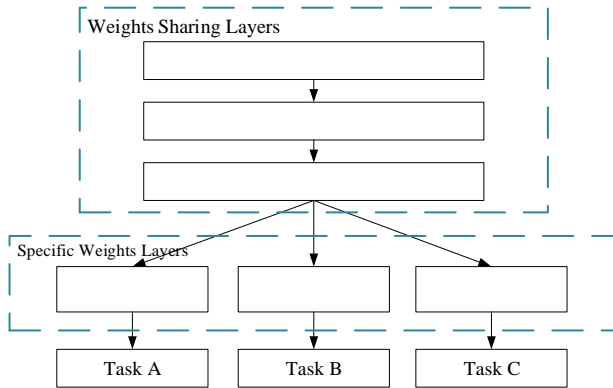 Weights Sharing Layers
Specific Weights Layers
Task A
Task B
Task C